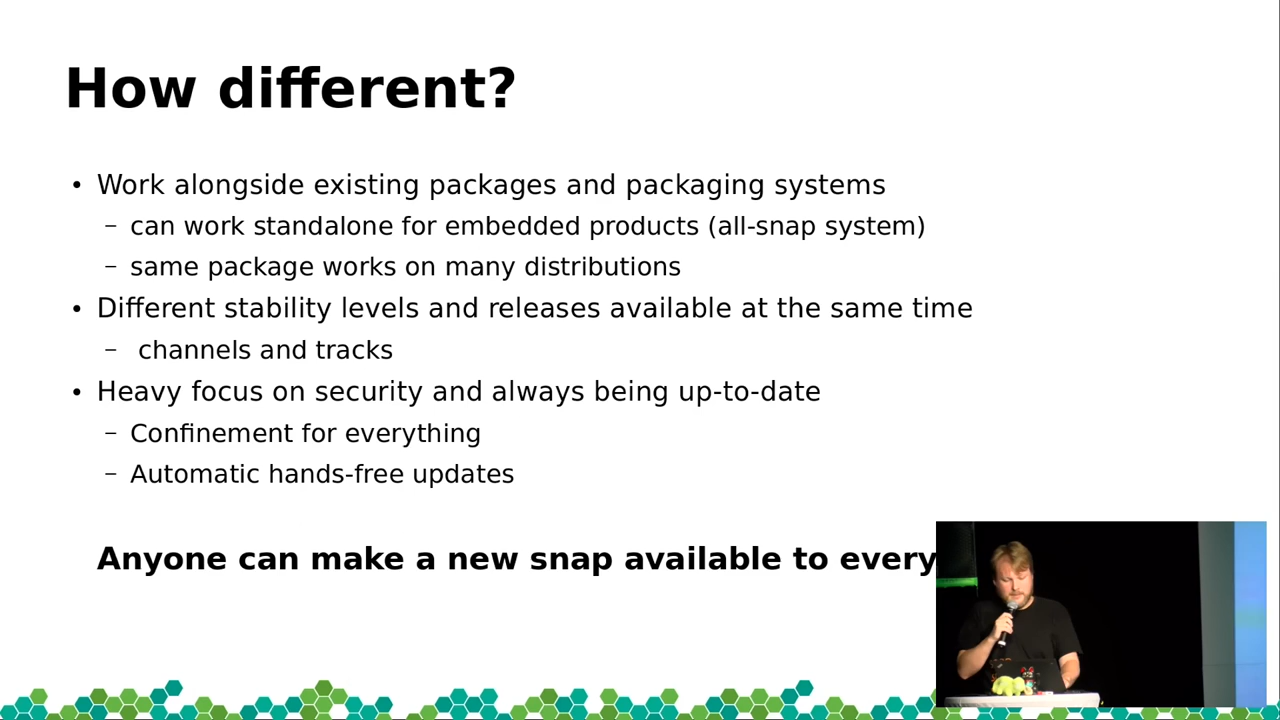 How different?
• Work alongside existing packages and packaging systems
– can work standalone for embedded products (all-snap system)
– same package works on many distributions
• Different stability levels and releases available at the same time
– channels and tracks
• Heavy focus on security and always being up-to-date
– Confinement for everything
– Automatic hands-free updates
Anyone can make a new snap available to every